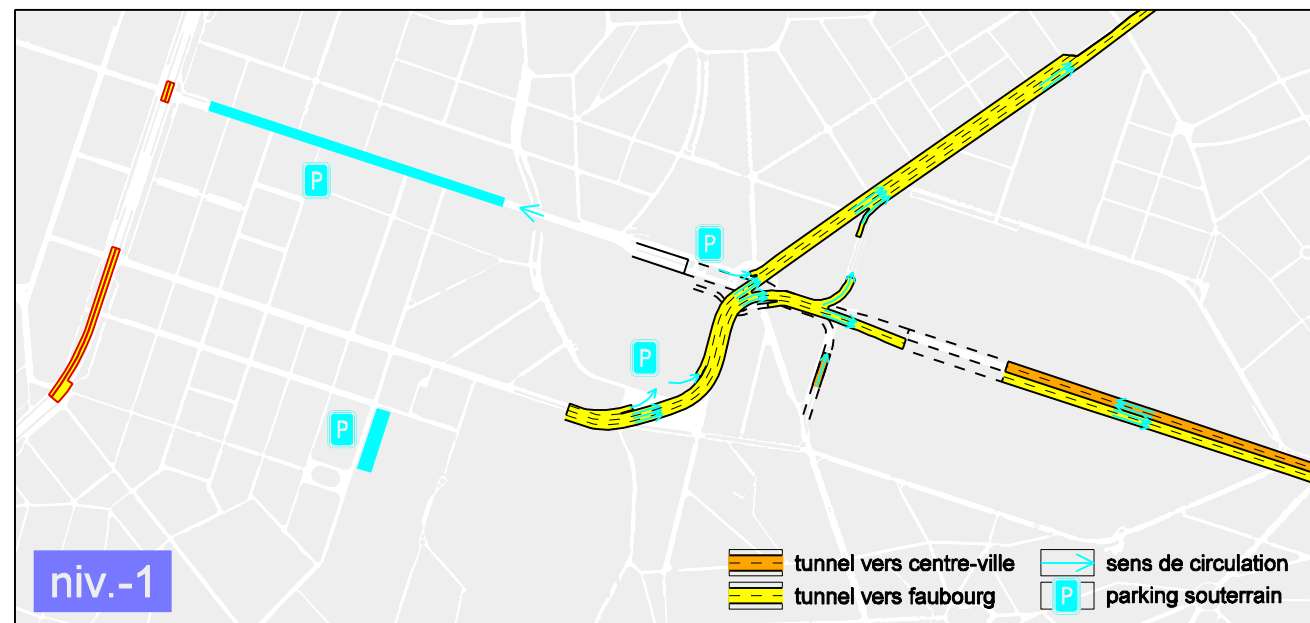 P
P
P
P
niv.-1
tunnel vers centre-ville
sens de circulation
tunnel vers faubourg
P
parking souterrain